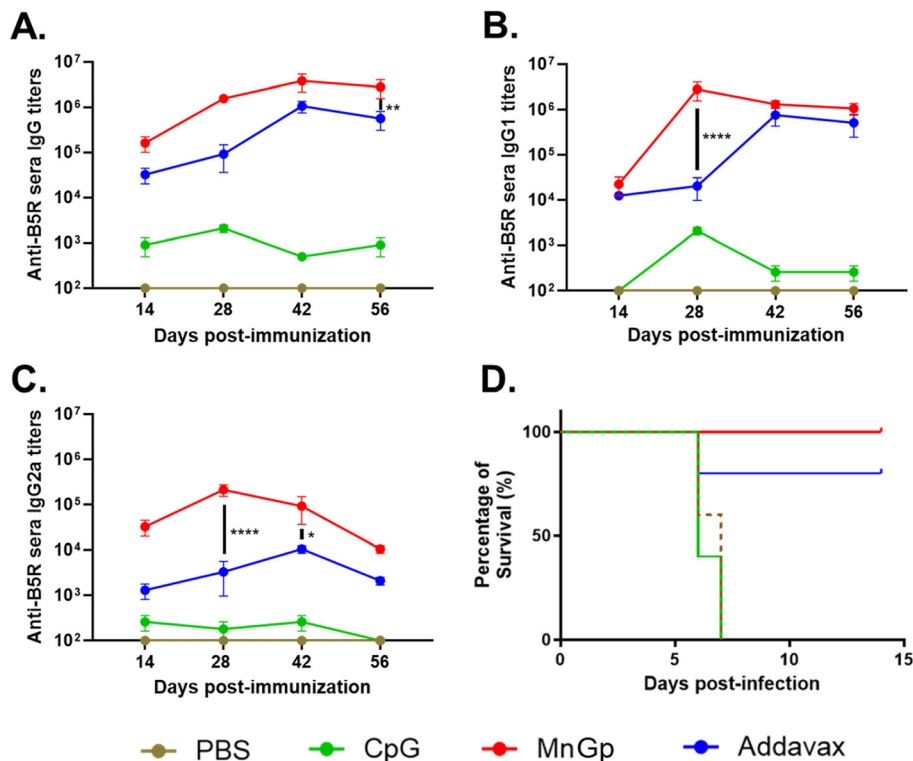 A.
Anti-B5R sera IgG titers
10⁷
10⁶
10⁵
10⁴
10³
10²
**
14 28 42 56
Days post-immunization
B.
Anti-B5R sera IgG1 titers
10⁷
10⁶
10⁵
10⁴
10³
10²
****
14 28 42 56
Days post-immunization
C.
Anti-B5R sera IgG2a titers
10⁷
10⁶
10⁵
10⁴
10³
10²
****
*
14 28 42 56
Days post-immunization
D.
Percentage of
Survival (%)
100
50
0
0 5 10 15
Days post-infection
PBS CpG MnGp Addavax